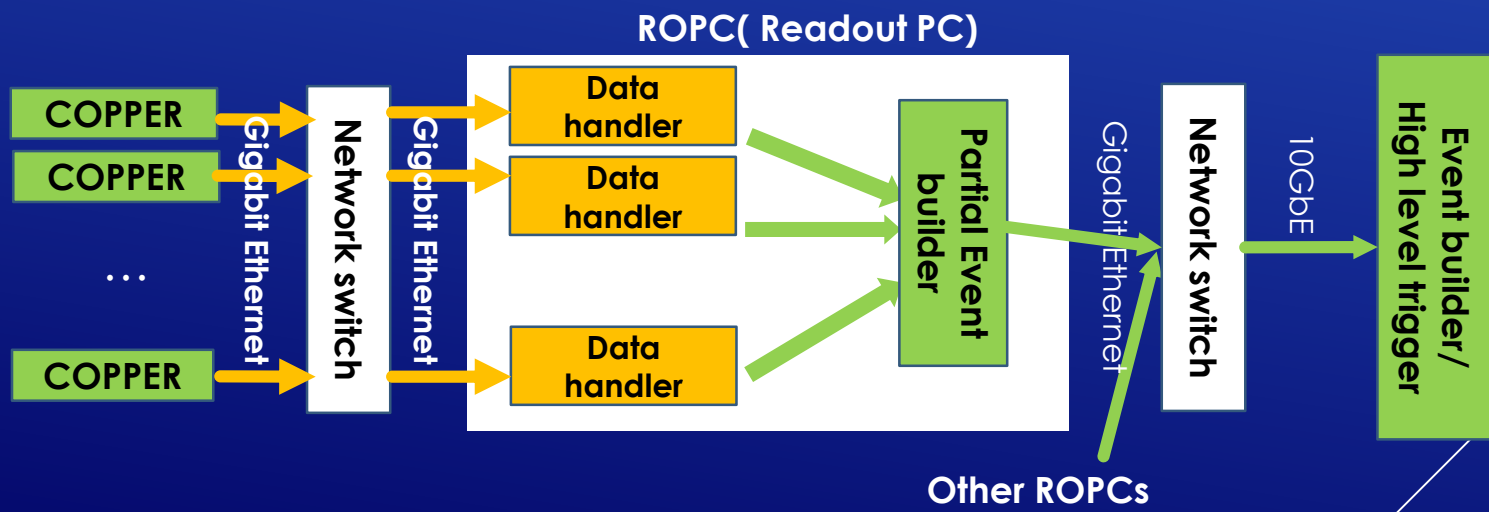 ROPC( Readout PC)
COPPER
COPPER
...
COPPER
Gigabit Ethernet
Network switch
Gigabit Ethernet
Data
handler
Data
handler
Data
handler
Partial Event
builder
Gigabit Ethernet
Network switch
10GbE
Event builder/
High level trigger
Other ROPCs